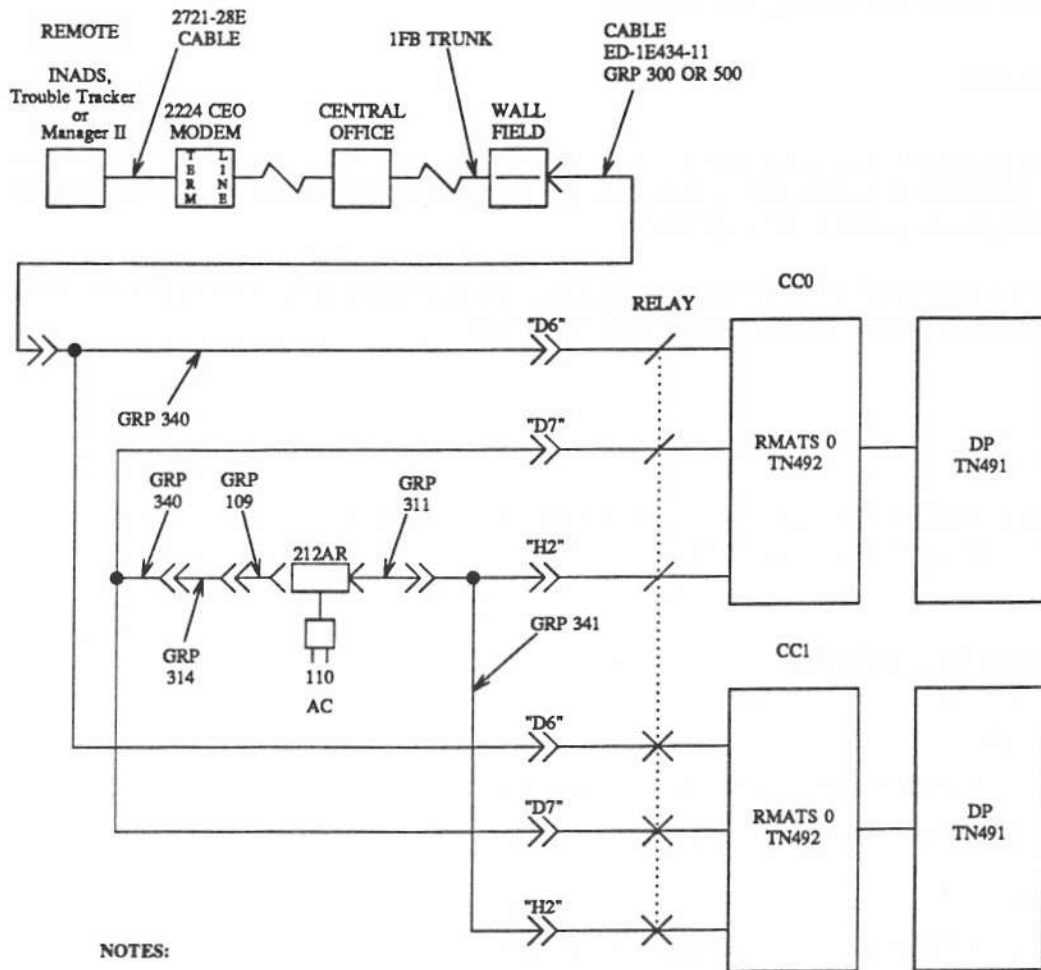 REMOTE
2721-28E
CABLE
1FB TRUNK
CABLE
ED-1E434-11
GRP 300 OR 500
INADS,
Trouble Tracker
or
Manager II
2224 CEO
MODEM
CENTRAL
OFFICE
WALL
FIELD
TERM
LINE
CC0
RELAY
"D6"
GRP 340
"D7"
RMATS 0
TN492
DP
TN491
GRP
340
GRP
109
GRP
311
212AR
"H2"
GRP
314
110
AC
GRP 341
CC1
"D6"
"D7"
RMATS 0
TN492
DP
TN491
"H2"
NOTES: